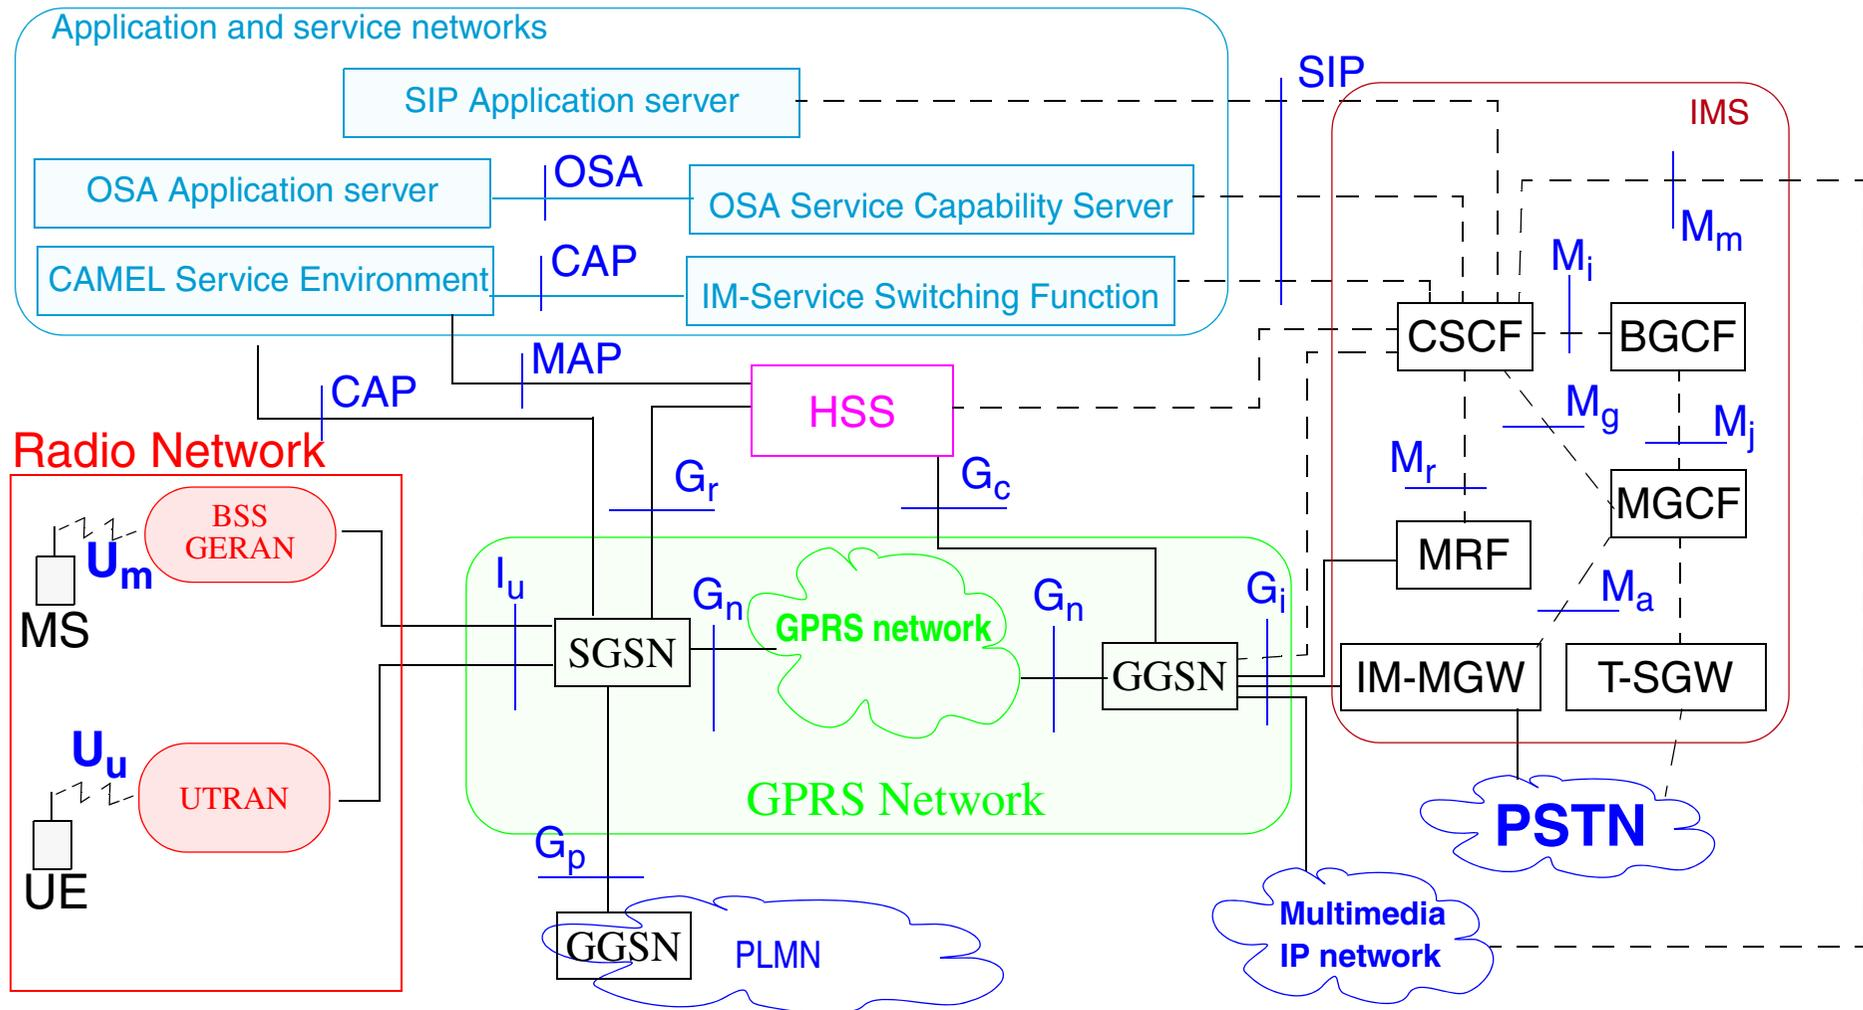 Application and service networks
SIP
SIP Application server
IMS
OSA Application server
OSA
OSA Service Capability Server
Mm
CAMEL Service Environment
CAP
IM-Service Switching Function
Mi
CSCF
BGCF
MAP
CAP
HSS
Mg
Mj
Radio Network
Gr
Gc
Mr
MGCF
BSS
GERAN
Um
MS
Iu
Gn
GPRS network
Gn
Gi
MRF
Ma
SGSN
GGSN
IM-MGW
T-SGW
Uu
UTRAN
UE
GPRS Network
PSTN
Gp
GGSN
PLMN
Multimedia
IP network